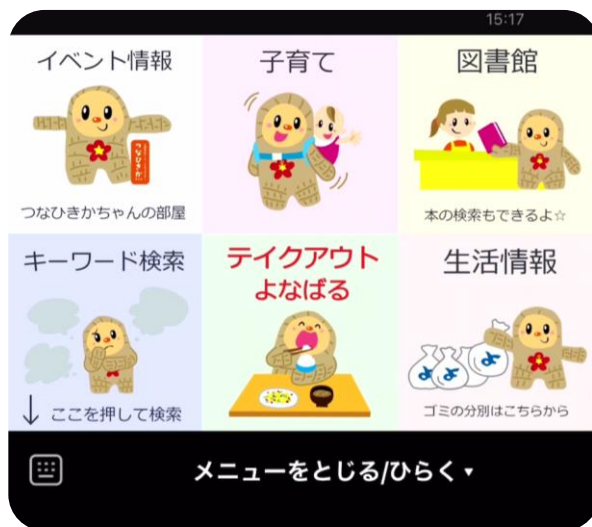 15:17
イベント情報
つなひきか
つなひきかちゃんの部屋
子育て
図書館
本の検索もできるよ☆
キーワード検索
↓ ここを押して検索
テイクアウト
よなばる
生活情報
よ
よ
よ
ゴミの分別はこちらから
メニューをとじる/ひらく▾